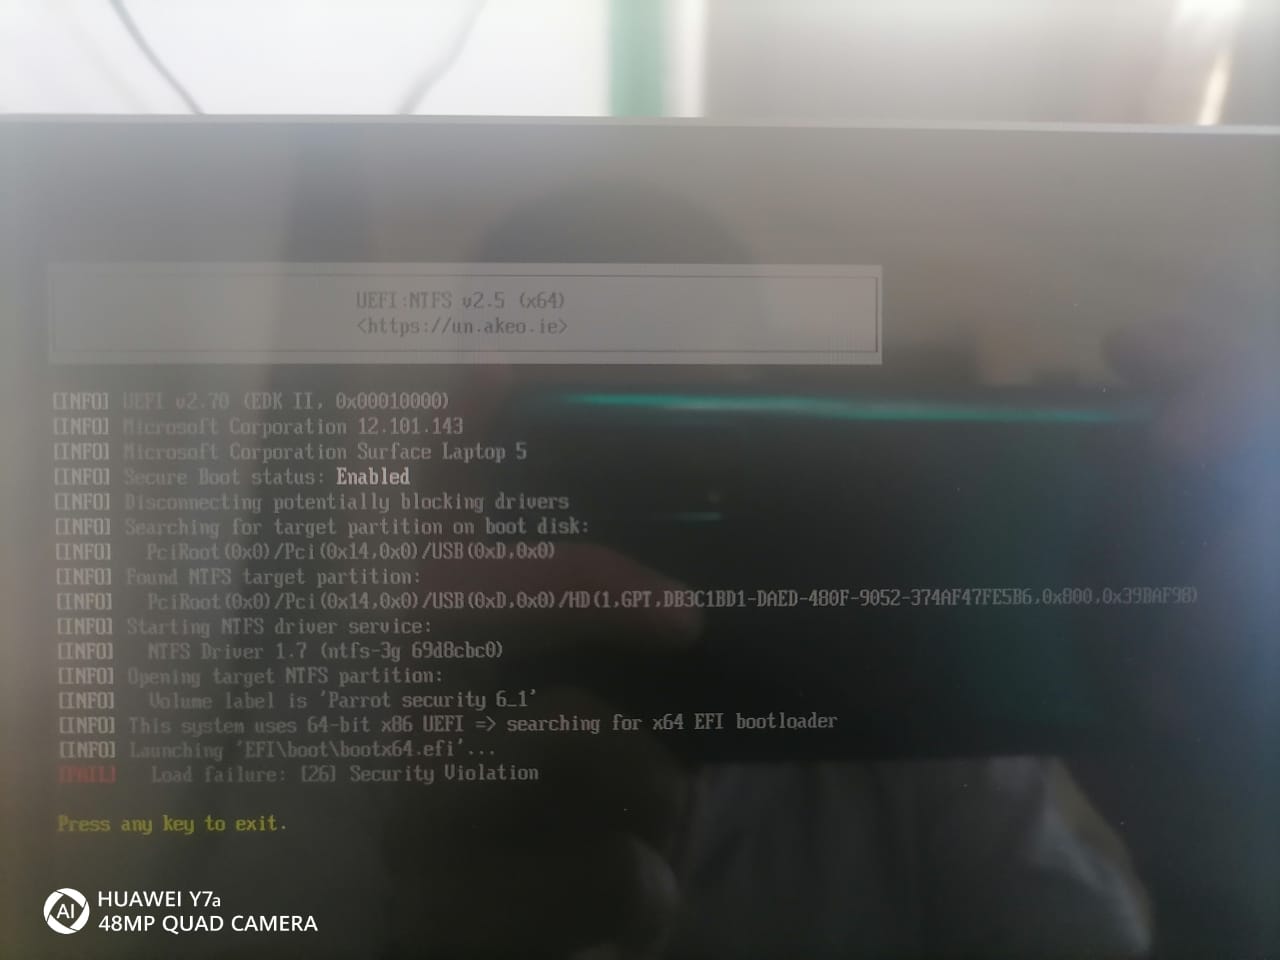 UEFI:NTFS v2.5 (x64)
<https://un.akeo.ie>
[INFO] UEFI v2.70 (EDK II, 0x00010000)
[INFO] Microsoft Corporation 12.101.143
[INFO] Microsoft Corporation Surface Laptop 5
[INFO] Secure Boot status: Enabled
[INFO] Disconnecting potentially blocking drivers
[INFO] Searching for target partition on boot disk:
[INFO]   PciRoot(0x0)/Pci(0x14,0x0)/USB(0xD,0x0)
[INFO] Found NTFS target partition:
[INFO]   PciRoot(0x0)/Pci(0x14,0x0)/USB(0xD,0x0)/HD(1,GPT,DB3C1BD1-DAED-480F-9052-374AF47FE5B6,0x800,0x39BAF98)
[INFO] Starting NTFS driver service:
[INFO]   NTFS Driver 1.7 (ntfs-3g 69d8cbc0)
[INFO] Opening target NTFS partition:
[INFO]   Volume label is 'Parrot security 6_1'
[INFO] This system uses 64-bit x86 UEFI => searching for x64 EFI bootloader
[INFO] Launching 'EFI\boot\bootx64.efi'...
[FAIL]   Load failure: [26] Security Violation
Press any key to exit.
AI
HUAWEI Y7a
48MP QUAD CAMERA